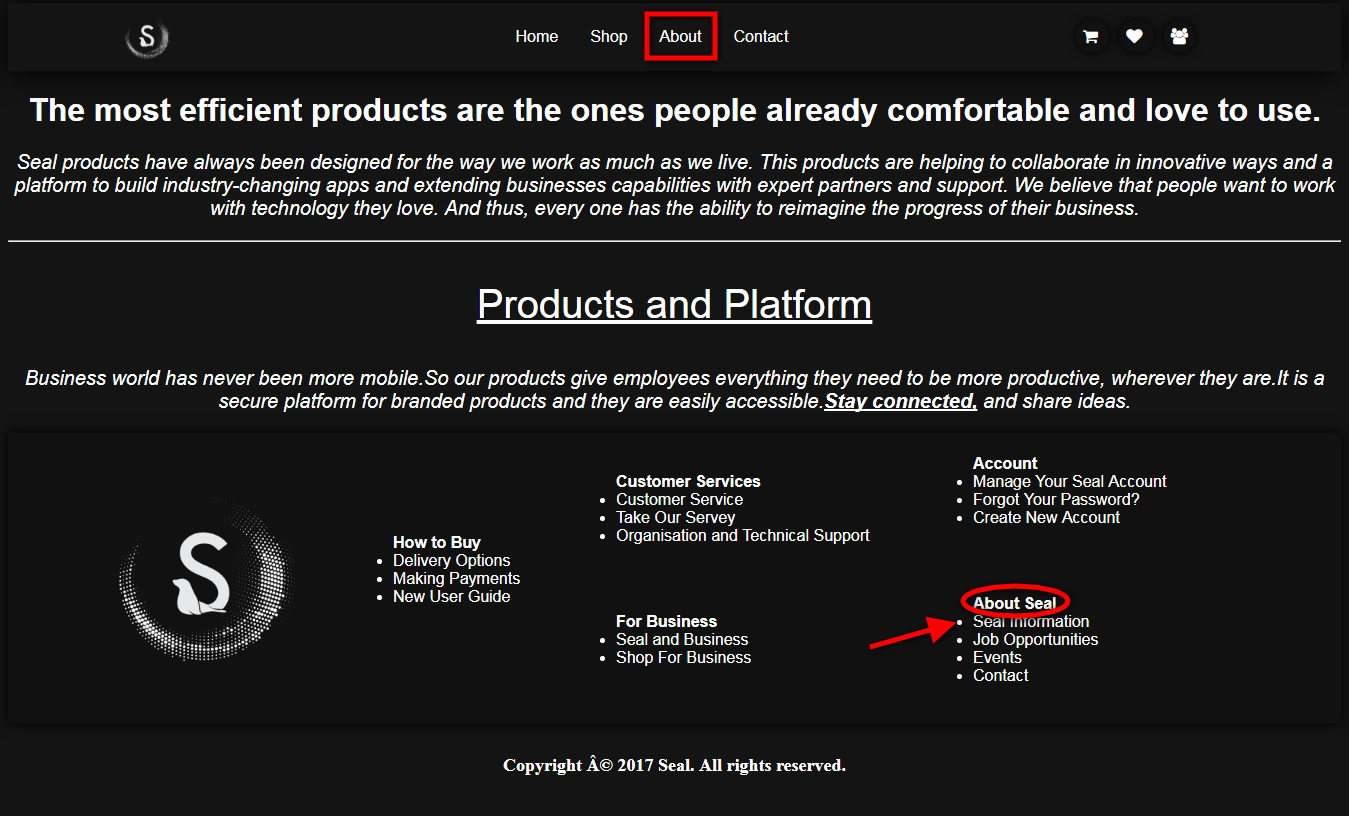 S
Home Shop About Contact
The most efficient products are the ones people already comfortable and love to use.
Seal products have always been designed for the way we work as much as we live. This products are helping to collaborate in innovative ways and a
platform to build industry-changing apps and extending businesses capabilities with expert partners and support. We believe that people want to work
with technology they love. And thus, every one has the ability to reimagine the progress of their business.
Products and Platform
Business world has never been more mobile.So our products give employees everything they need to be more productive, wherever they are.It is a
secure platform for branded products and they are easily accessible.Stay connected, and share ideas.
S
How to Buy
Delivery Options
Making Payments
New User Guide
Customer Services
Customer Service
Take Our Servey
Organisation and Technical Support
For Business
Seal and Business
Shop For Business
Account
Manage Your Seal Account
Forgot Your Password?
Create New Account
About Seal
Seal Information
Job Opportunities
Events
Contact
Copyright Â© 2017 Seal. All rights reserved.